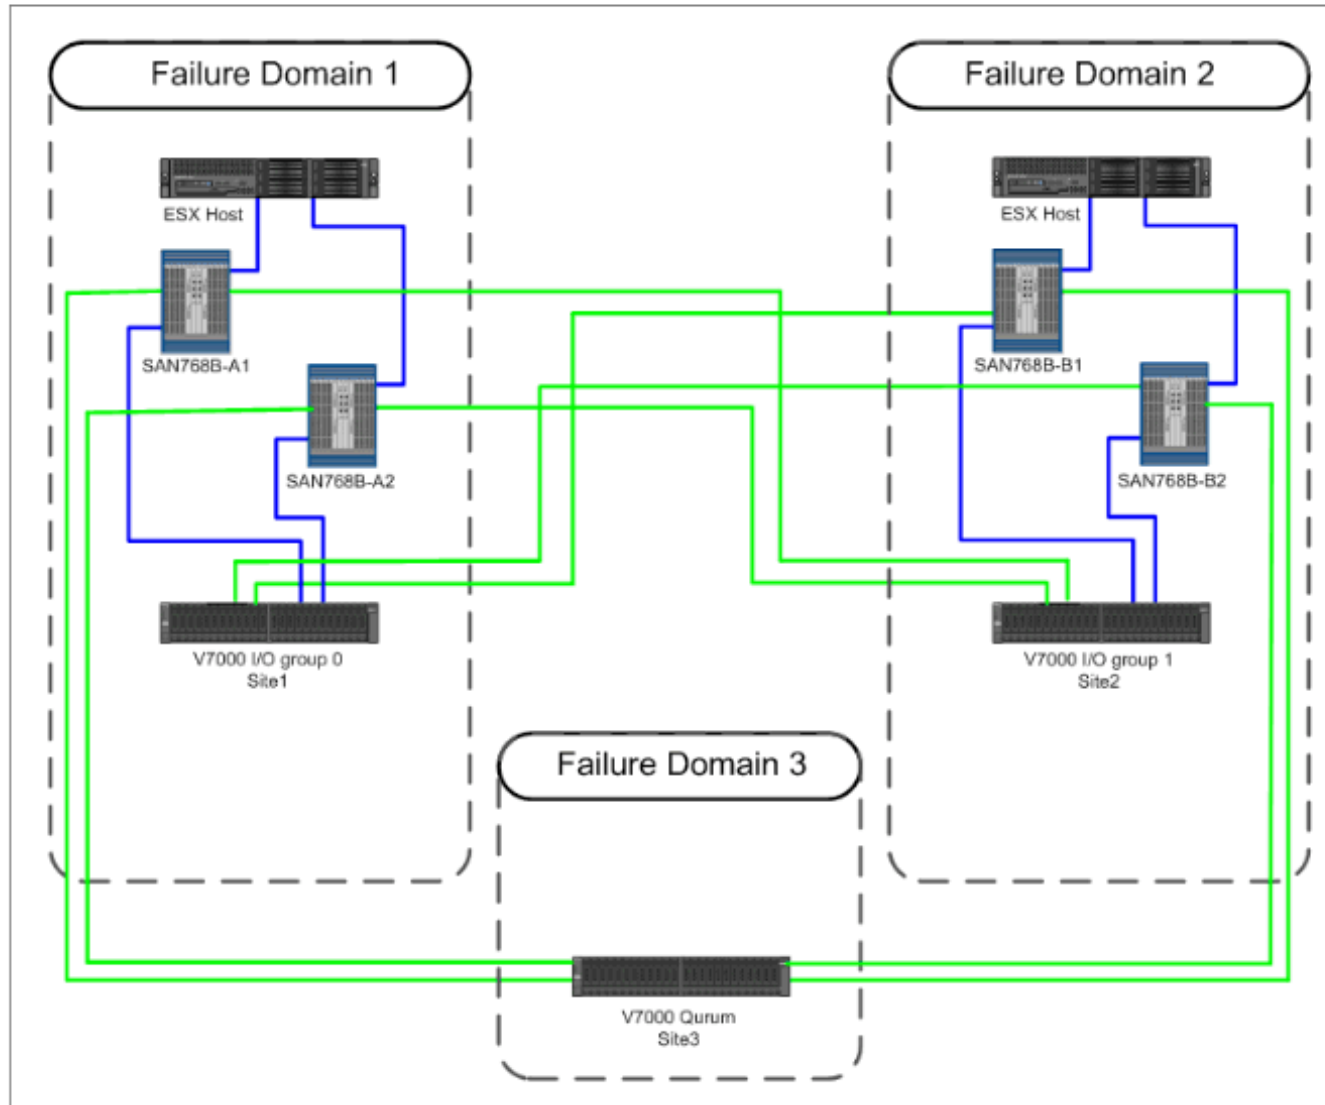 Failure Domain 1
Failure Domain 2
ESX Host
ESX Host
SAN768B-A1
SAN768B-B1
SAN768B-A2
SAN768B-B2
V7000 I/O group 0
Site1
V7000 I/O group 1
Site2
Failure Domain 3
V7000 Qurum
Site3